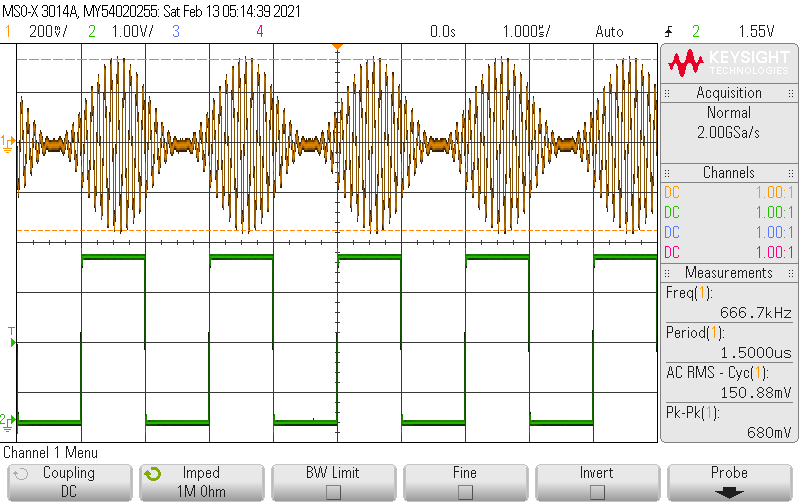 MSO-X 3014A, MY54020255: Sat Feb 13 05:14:39 2021
1 200mV/ 2 1.00V/ 3 4 0.0s 1.000s/ Auto 2 1.55V
KEYSIGHT
TECHNOLOGIES
Acquisition
Normal
2.00GSa/s
Channels
DC 1.00:1
DC 1.00:1
DC 1.00:1
DC 1.00:1
Measurements
Freq(1):
666.7kHz
Period(1):
1.5000us
AC RMS - Cyc(1):
150.88mV
Pk-Pk(1):
680mV
1
T
2
Channel 1 Menu
Coupling
DC
Imped
1M Ohm
BW Limit
Fine
Invert
Probe